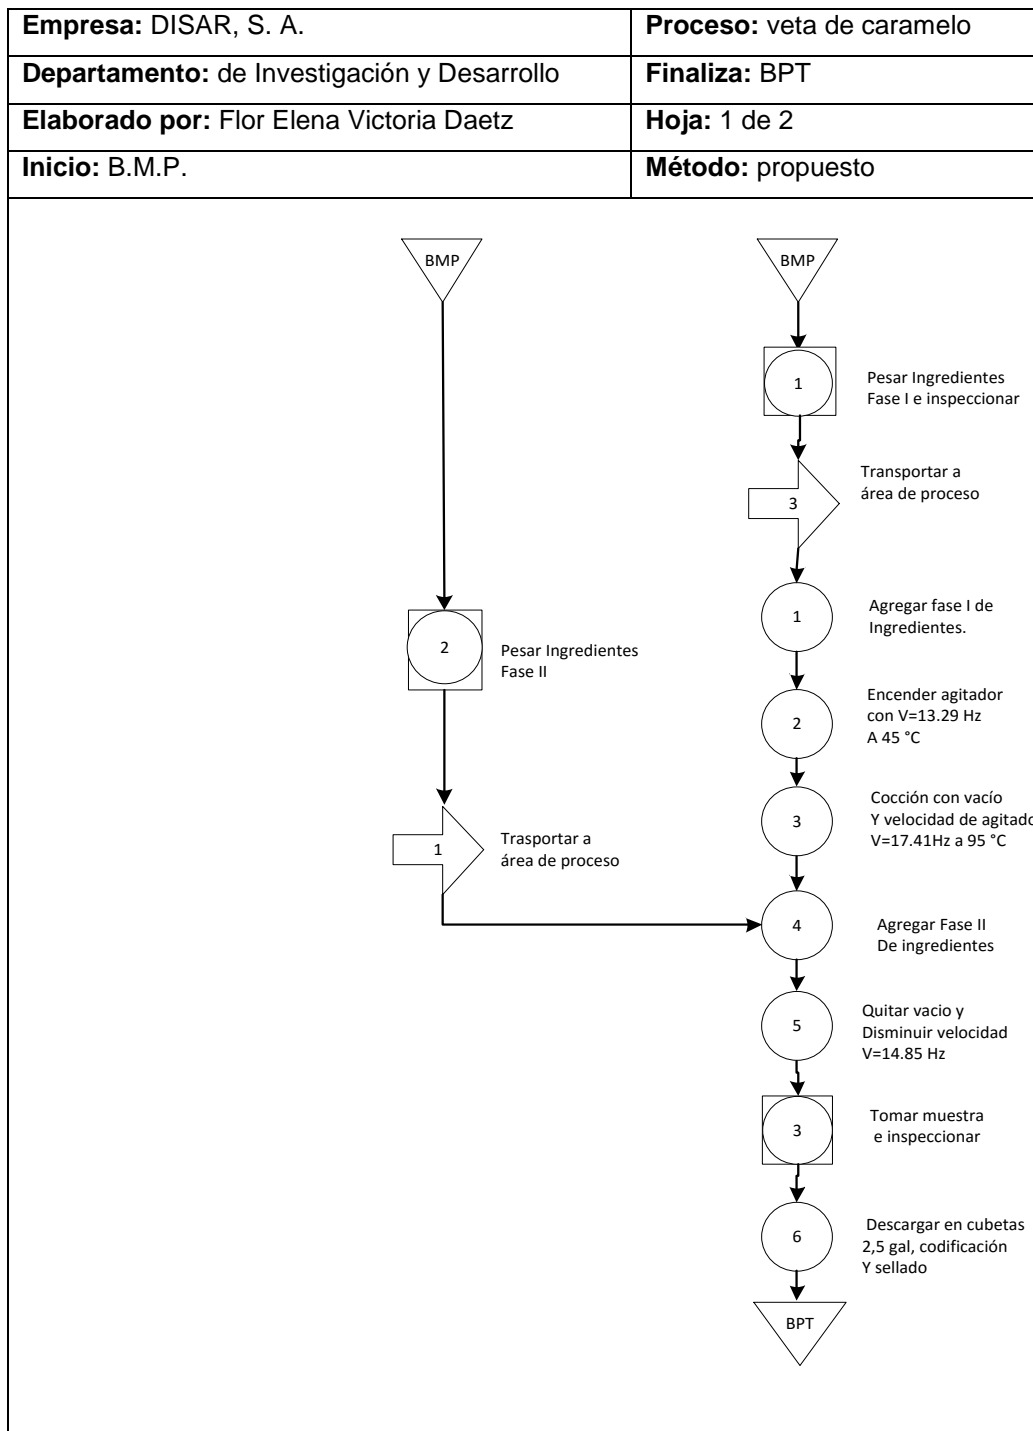 Empresa: DISAR, S. A.
Proceso: veta de caramelo
Departamento: de Investigación y Desarrollo
Finaliza: BPT
Elaborado por: Flor Elena Victoria Daetz
Hoja: 1 de 2
Inicio: B.M.P.
Método: propuesto
BMP
BMP
1
Pesar Ingredientes
Fase I e inspeccionar
3
Transportar a
área de proceso
1
Agregar fase I de
Ingredientes.
2
Pesar Ingredientes
Fase II
2
Encender agitador
con V=13.29 Hz
A 45 °C
3
Cocción con vacío
Y velocidad de agitado
V=17.41Hz a 95 °C
1
Trasportar a
área de proceso
4
Agregar Fase II
De ingredientes
5
Quitar vacio y
Disminuir velocidad
V=14.85 Hz
3
Tomar muestra
e inspeccionar
6
Descargar en cubetas
2,5 gal, codificación
Y sellado
BPT